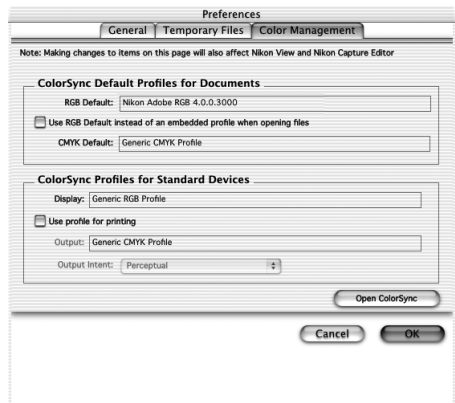 Preferences
General Temporary Files Color Management
Note: Making changes to items on this page will also affect Nikon View and Nikon Capture Editor
ColorSync Default Profiles for Documents
RGB Default: Nikon Adobe RGB 4.0.0.3000
Use RGB Default instead of an embedded profile when opening files
CMYK Default: Generic CMYK Profile
ColorSync Profiles for Standard Devices
Display: Generic RGB Profile
Use profile for printing
Output: Generic CMYK Profile
Output Intent: Perceptual
Open ColorSync
Cancel OK